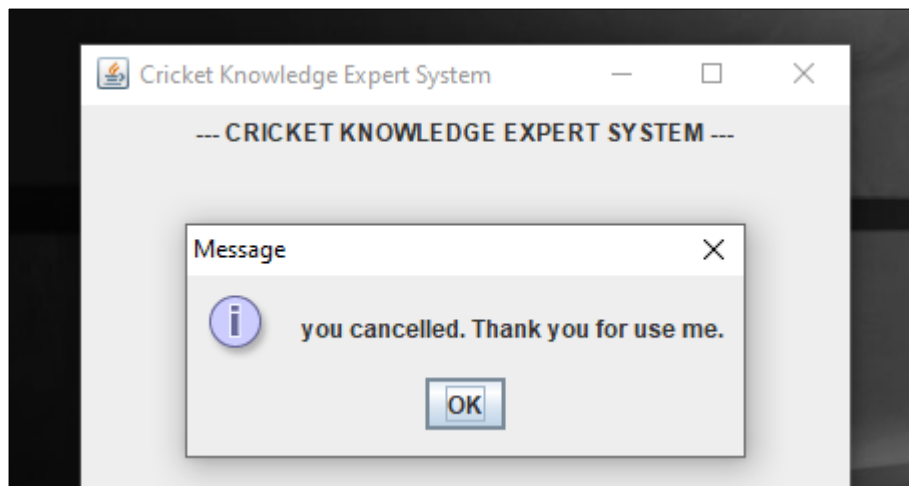 Cricket Knowledge Expert System
--- CRICKET KNOWLEDGE EXPERT SYSTEM ---
Message
you cancelled. Thank you for use me.
OK